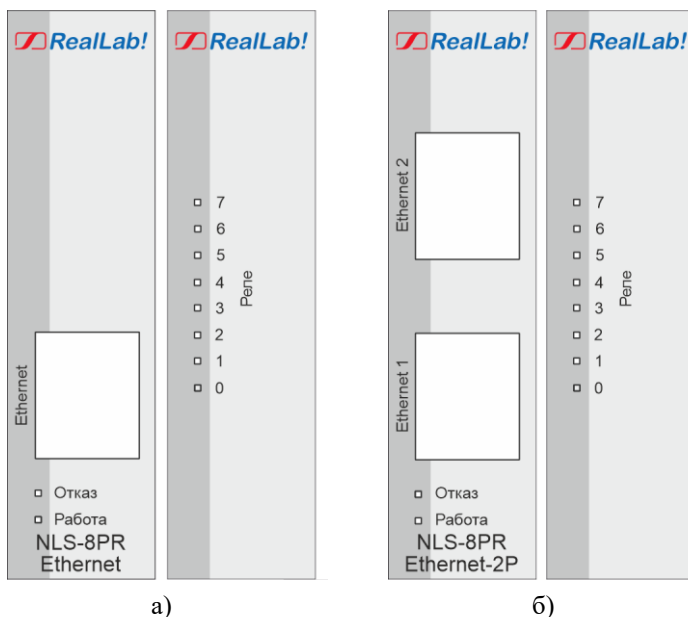 RealLab!
Ethernet
Отказ
Работа
NLS-8PR
Ethernet
RealLab!
7
6
5
4
3
2
1
0
Реле
а)
RealLab!
Ethernet 2
Ethernet 1
Отказ
Работа
NLS-8PR
Ethernet-2P
RealLab!
7
6
5
4
3
2
1
0
Реле
б)